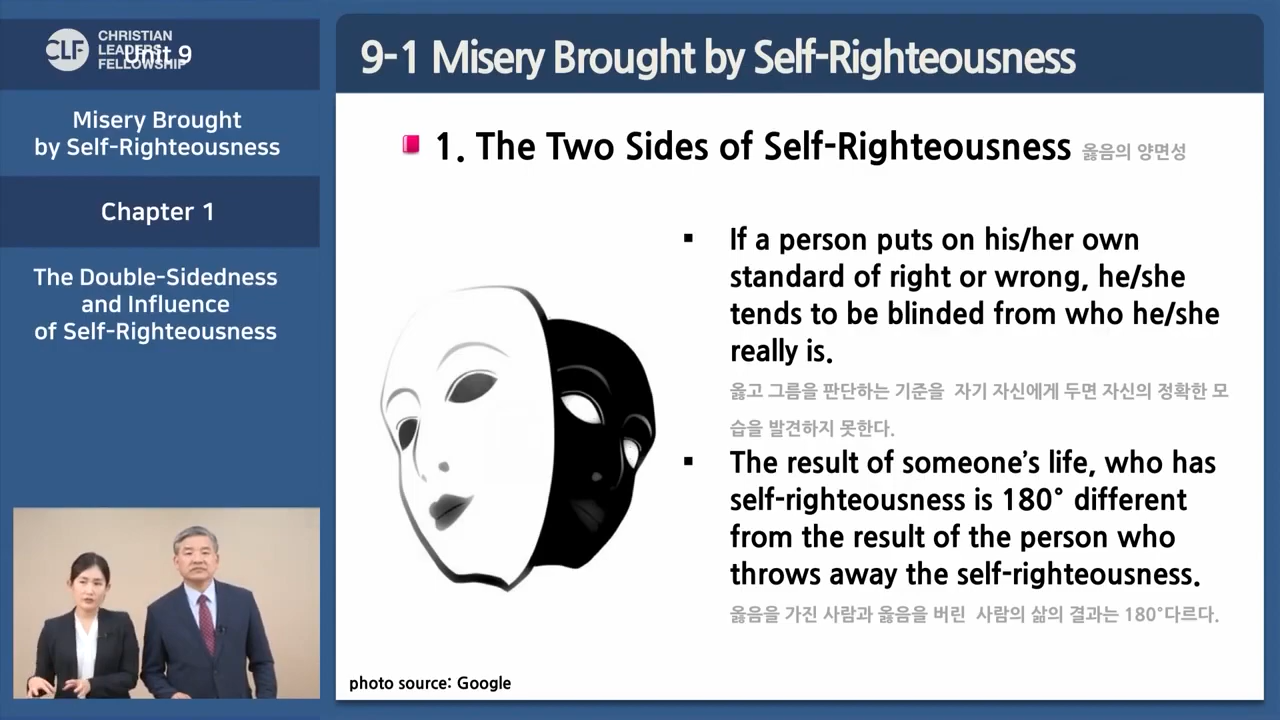 CLF
CHRISTIAN
LEADERS
FELLOWSHIP
Unit 9
Misery Brought
by Self-Righteousness
Chapter 1
The Double-Sidedness
and Influence
of Self-Righteousness
9-1 Misery Brought by Self-Righteousness
1. The Two Sides of Self-Righteousness 옳음의 양면성
▪ If a person puts on his/her own
standard of right or wrong, he/she
tends to be blinded from who he/she
really is.
옳고 그름을 판단하는 기준을 자기 자신에게 두면 자신의 정확한 모
습을 발견하지 못한다.
▪ The result of someone’s life, who has
self-righteousness is 180° different
from the result of the person who
throws away the self-righteousness.
옳음을 가진 사람과 옳음을 버린 사람의 삶의 결과는 180°다르다.
photo source: Google